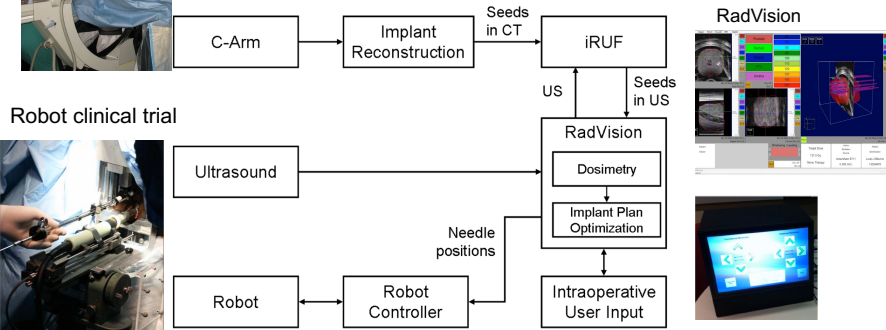 RadVision
C-Arm
Implant
Reconstruction
Seeds
in CT
iRUF
US
Seeds
in US
Robot clinical trial
RadVision
Ultrasound
Dosimetry
Implant Plan
Optimization
Needle
positions
Robot
Robot
Controller
Intraoperative
User Input